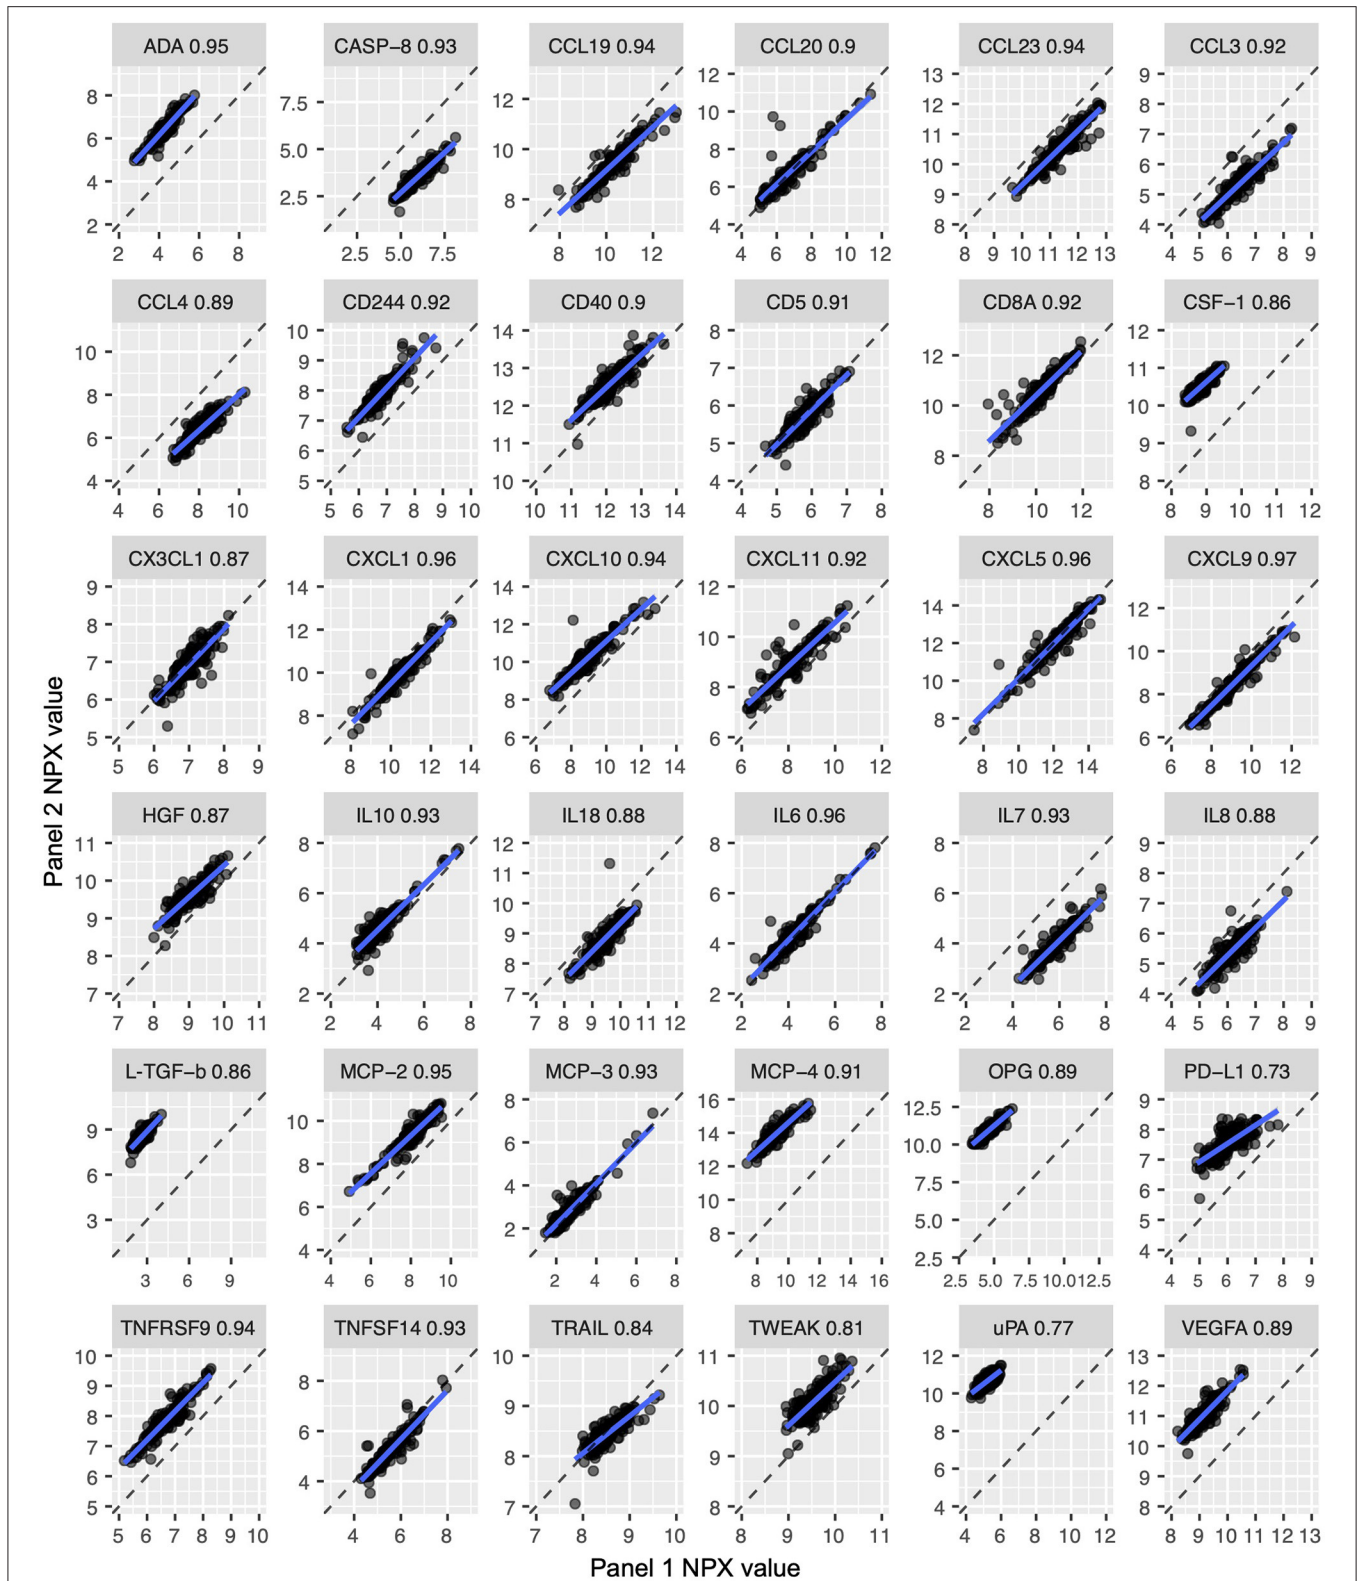 ADA 0.95 CASP−8 0.93 CCL19 0.94 CCL20 0.9 CCL23 0.94 CCL3 0.92
8 6 4 2 7.5 5.0 2.5 12 10 8 12 10 8 6 4 13 12 11 10 9 8 9 8 7 6 5 4
2 4 6 8 2.5 5.0 7.5 8 10 12 4 6 8 10 12 8 9 10 11 12 13 4 5 6 7 8 9
CCL4 0.89 CD244 0.92 CD40 0.9 CD5 0.91 CD8A 0.92 CSF−1 0.86
10 8 6 4 10 9 8 7 6 5 14 13 12 11 10 8 7 6 5 4 12 10 8 12 11 10 9 8
4 6 8 10 5 6 7 8 9 10 10 11 12 13 14 4 5 6 7 8 8 10 12 8 9 10 11 12
CX3CL1 0.87 CXCL1 0.96 CXCL10 0.94 CXCL11 0.92 CXCL5 0.96 CXCL9 0.97
9 8 7 6 5 14 12 10 8 14 12 10 8 6 12 10 8 6 14 12 10 8 12 10 8 6
5 6 7 8 9 8 10 12 14 6 8 10 12 14 6 8 10 12 8 10 12 14 6 8 10 12
Panel 2 NPX value
HGF 0.87 IL10 0.93 IL18 0.88 IL6 0.96 IL7 0.93 IL8 0.88
11 10 9 8 7 8 6 4 2 12 11 10 9 8 7 8 6 4 2 8 6 4 2 9 8 7 6 5 4
7 8 9 10 11 2 4 6 8 7 8 9 10 11 12 2 4 6 8 2 4 6 8 4 5 6 7 8 9
L-TGF−b 0.86 MCP−2 0.95 MCP−3 0.93 MCP−4 0.91 OPG 0.89 PD−L1 0.73
9 6 3 10 8 6 4 8 6 4 2 16 14 12 10 8 12.5 10.0 7.5 5.0 2.5 9 8 7 6 5 4
3 6 9 4 6 8 10 2 4 6 8 8 10 12 14 16 2.5 5.0 7.5 10.0 12.5 4 5 6 7 8 9
TNFRSF9 0.94 TNFSF14 0.93 TRAIL 0.84 TWEAK 0.81 uPA 0.77 VEGFA 0.89
10 9 8 7 6 5 8 6 4 10 9 8 7 11 10 9 8 12 10 8 6 4 13 12 11 10 9 8
5 6 7 8 9 10 4 6 8 7 8 9 10 8 9 10 11 4 6 8 10 12 8 9 10 11 12 13
Panel 1 NPX value